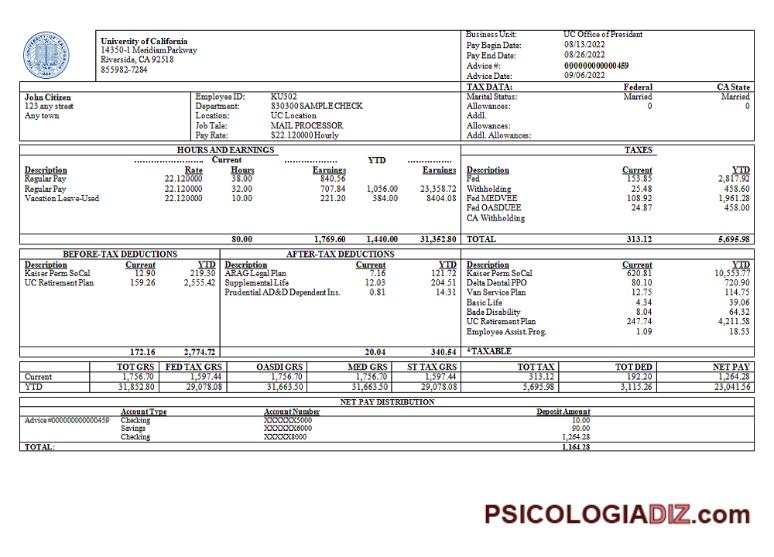 University of California
14350-1 Meridiam Parkway
Riverside, CA 92518
855982-7284
Business Unit: UC Office of President
Pay Begin Date: 08/13/2022
Pay End Date: 08/26/2022
Advice #: 000000000000459
Advice Date: 09/06/2022
John Citizen
123 any street
Any town
Employee ID: KU302
Department: 830300 SAMPLE CHECK
Location: UC Location
Job Tale: MAIL PROCESSOR
Pay Rate: $22.120000 Hourly
TAX DATA: Federal CA State
Marital Status: Married Married
Allowances: 0 0
Addl.
Allowances:
Addl. Allowances:
HOURS AND EARNINGS
Current YTD
Description Rate Hours Earnings Earnings
Regular Pay 22.120000 38.00 840.56
Regular Pay 22.120000 32.00 707.84 1,056.00 23,358.72
Vacation Leave-Used 22.120000 10.00 221.20 384.00 8404.08
80.00 1,769.60 1,440.00 31,352.80
TAXES
Description Current YTD
Fed 153.85 2,817.92
Withholding 25.48 458.60
Fed MEDVEE 108.92 1,961.28
Fed OASDUEE 24.87 458.00
CA Withholding
TOTAL 313.12 5,695.98
BEFORE-TAX DEDUCTIONS
Description Current YTD
Kaiser Perm SoCal 12.90 219.30
UC Retirement Plan 159.26 2,555.42
172.16 2,774.72
AFTER-TAX DEDUCTIONS
Description Current YTD
ARAG Legal Plan 7.16 121.72
Supplemental Life 12.03 204.51
Prudential AD&D Dependent Ins. 0.81 14.31
20.04 340.54
Description Current YTD
Kaiser Perm SoCal 620.81 10,553.77
Delta Dental PPO 80.10 720.90
Van Service Plan 12.75 114.75
Basic Life 4.34 39.06
Bade Disability 8.04 64.32
UC Retirement Plan 247.74 4,211.58
Employee Assist. Prog. 1.09 18.53
*TAXABLE
TOT GRS FED TAX GRS OASDI GRS MED GRS ST TAX GRS TOT TAX TOT DED NET PAY
Current 1,756.70 1,597.44 1,756.70 1,756.70 1,597.44 313.12 192.20 1,264.28
YTD 31,852.80 29,078.08 31,663.50 31,663.50 29,078.08 5,695.98 3,115.26 23,041.56
NET PAY DISTRIBUTION
Account Type Account Number Deposit Amount
Advice #000000000000459 Checking XXXXXX5000 10.00
Savings XXXXXX6000 90.00
Checking XXXXXX8000 1,264.28
TOTAL: 1,164.28
PSICOLOGIADIZ.com